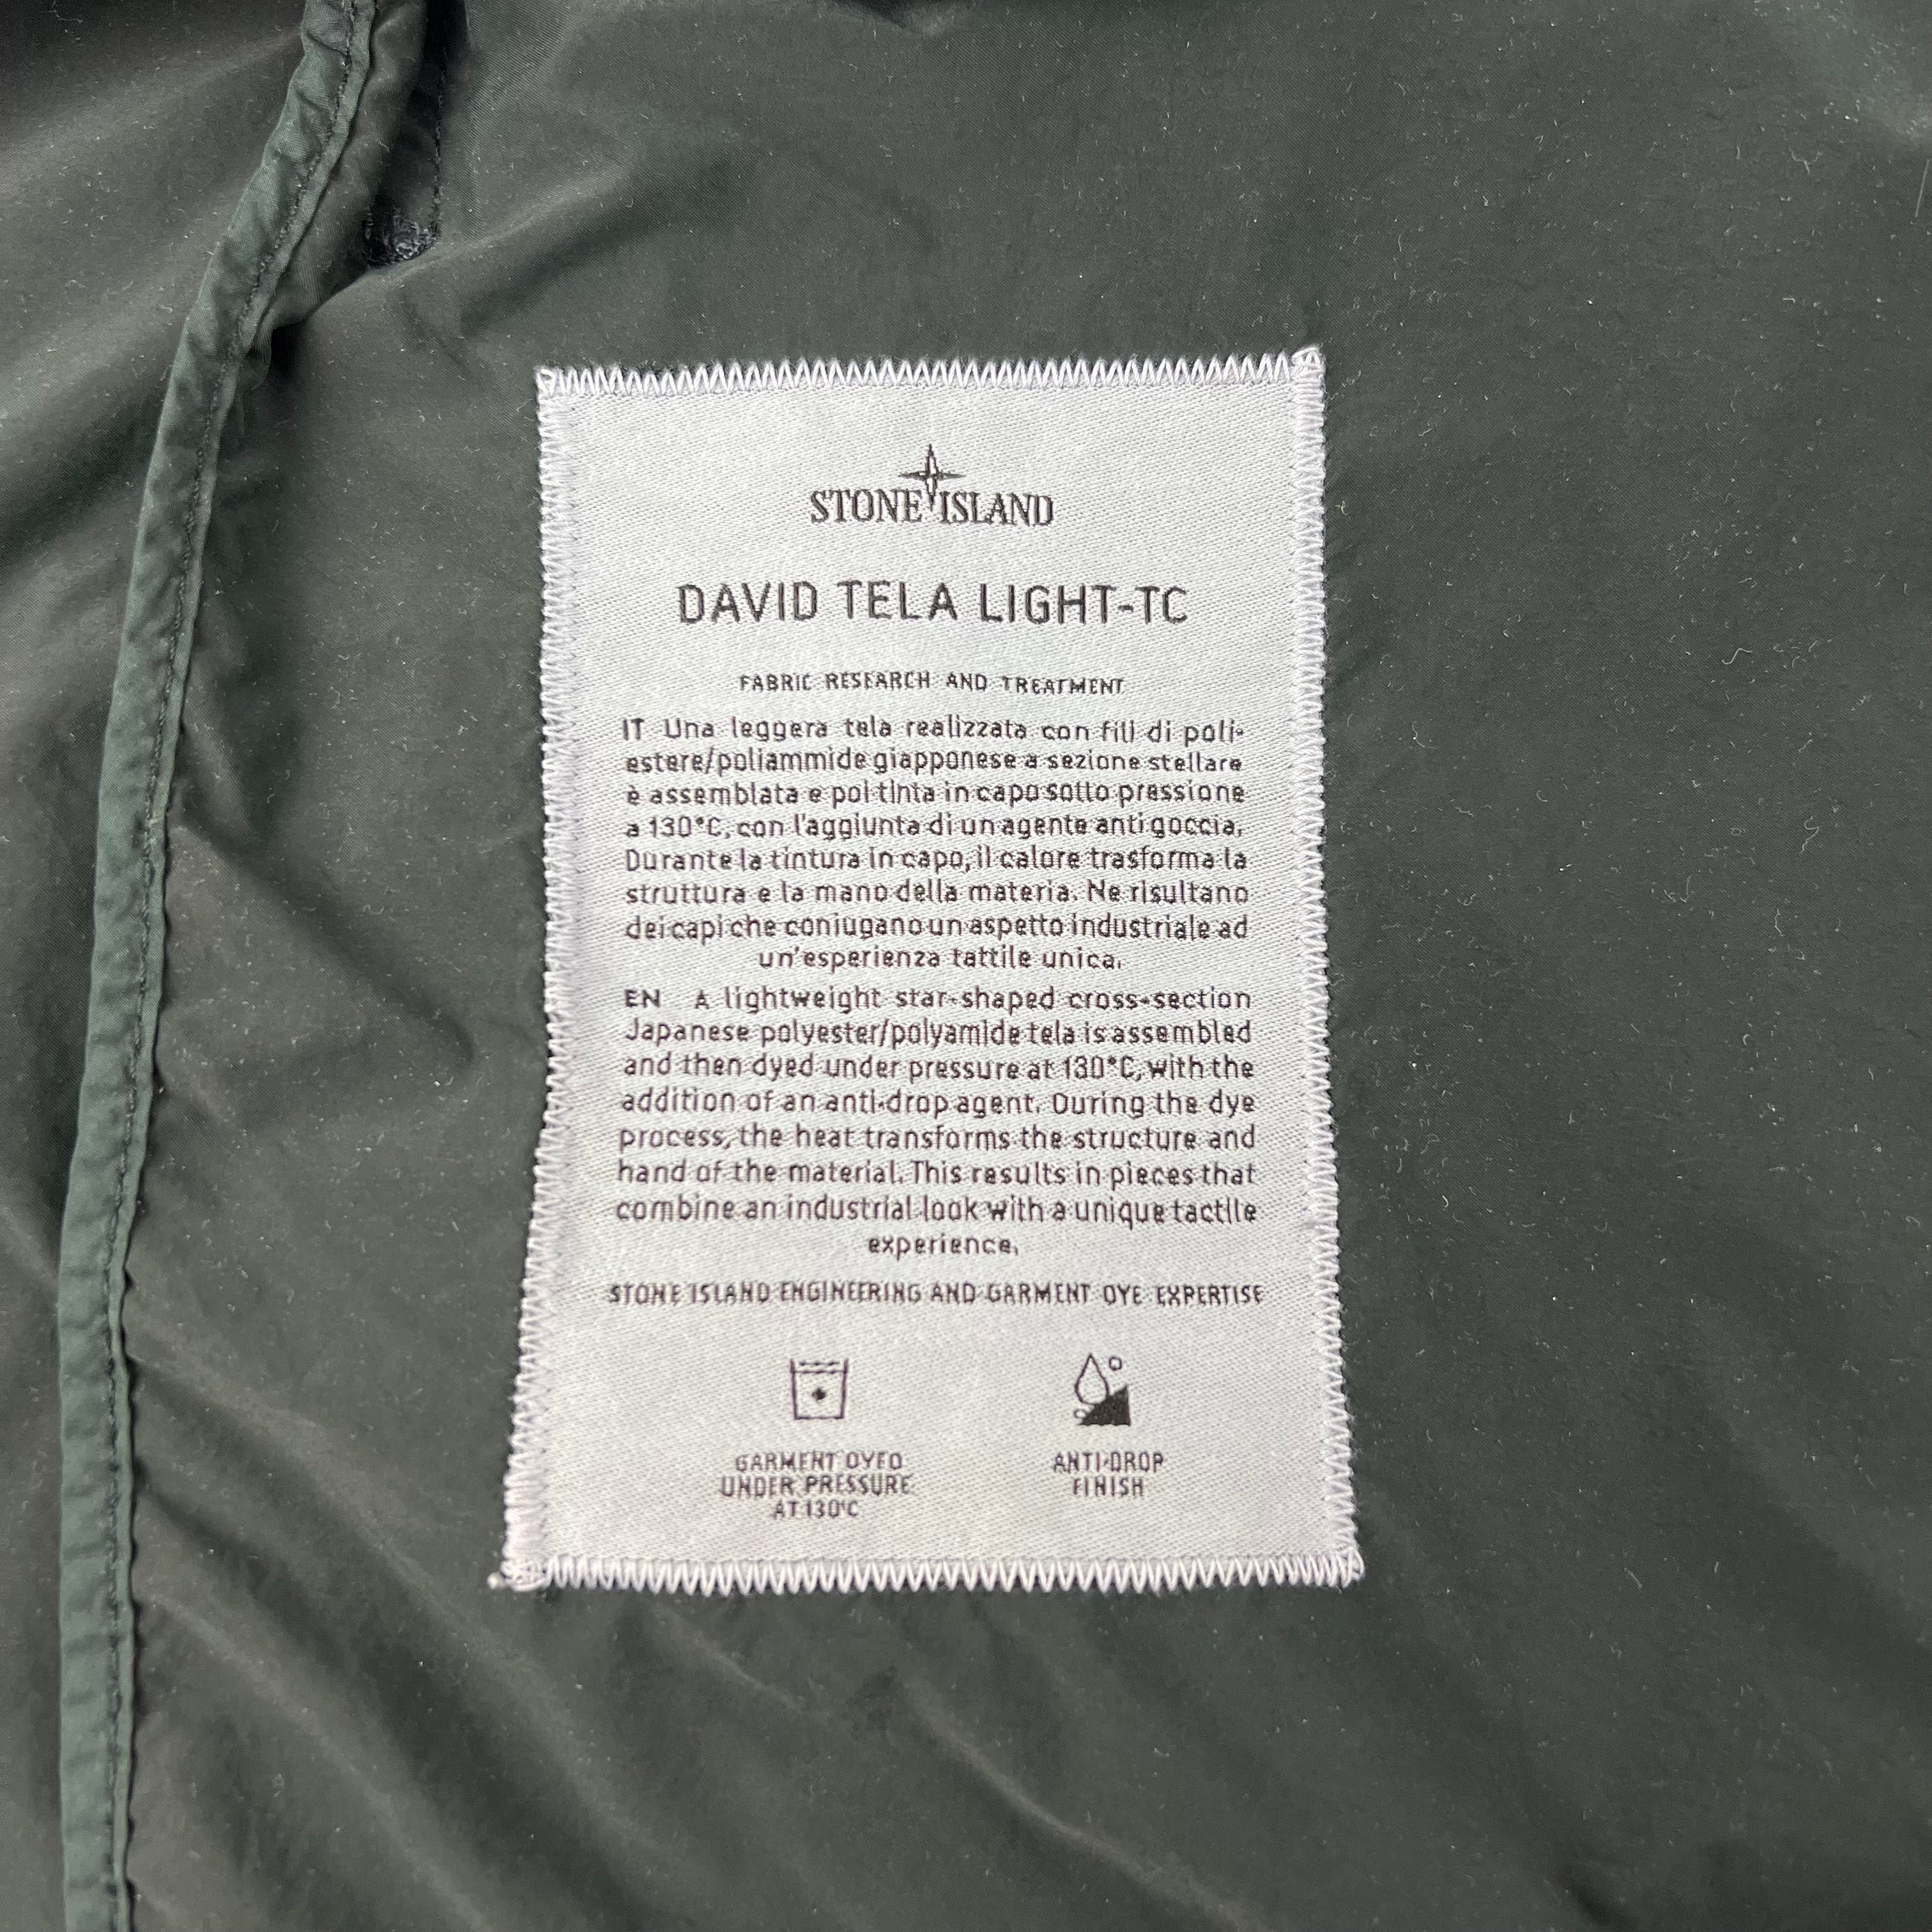 STONE ISLAND
DAVID TELA LIGHT-TC
FABRIC RESEARCH AND TREATMENT
IT Una leggera tela realizzata con fili di poli-
estere/poliammide giapponese a sezione stellare
è assemblata e poi tinta in capo sotto pressione
a 130°C, con l'aggiunta di un agente anti goccia.
Durante la tintura in capo, il calore trasforma la
struttura e la mano della materia. Ne risultano
dei capi che coniugano un aspetto industriale ad
un'esperienza tattile unica.
EN A lightweight star-shaped cross-section
Japanese polyester/polyamide tela is assembled
and then dyed under pressure at 130°C, with the
addition of an anti-drop agent. During the dye
process, the heat transforms the structure and
hand of the material. This results in pieces that
combine an industrial look with a unique tactile
experience.
STONE ISLAND ENGINEERING AND GARMENT DYE EXPERTISE
GARMENT DYED
UNDER PRESSURE
AT 130°C
ANTI-DROP
FINISH